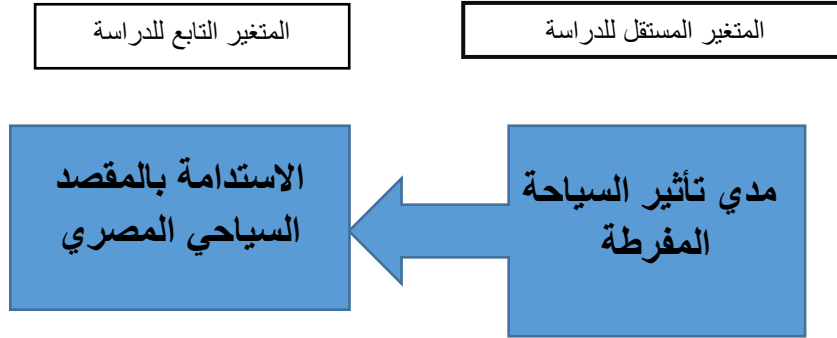 المتغير المستقل للدراسة
المتغير التابع للدراسة
مدي تأثير السياحة
المفرطة
الاستدامة بالمقصد
السياحي المصري